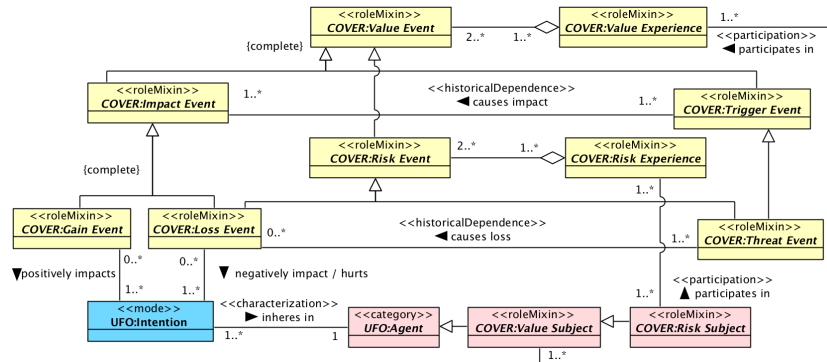 <<roleMixin>>
COVER:Value Event
2..*
1..*
<<roleMixin>>
COVER:Value Experience
1..*
<<participation>>
participates in
{complete}
<<roleMixin>>
COVER:Impact Event
1..*
<<historicalDependence>>
causes impact
1..*
<<roleMixin>>
COVER:Trigger Event
<<roleMixin>>
COVER:Risk Event
2..*
1..*
<<roleMixin>>
COVER:Risk Experience
{complete}
1..*
<<roleMixin>>
COVER:Gain Event
<<roleMixin>>
COVER:Loss Event
0..*
<<historicalDependence>>
causes loss
1..*
<<roleMixin>>
COVER:Threat Event
0..*
0..*
positively impacts
negatively impact / hurts
1..*
1..*
<<participation>>
participates in
1..*
<<mode>>
UFO:Intention
<<characterization>>
inheres in
1..*
1
<<category>>
UFO:Agent
<<roleMixin>>
COVER:Value Subject
<<roleMixin>>
COVER:Risk Subject
1..*